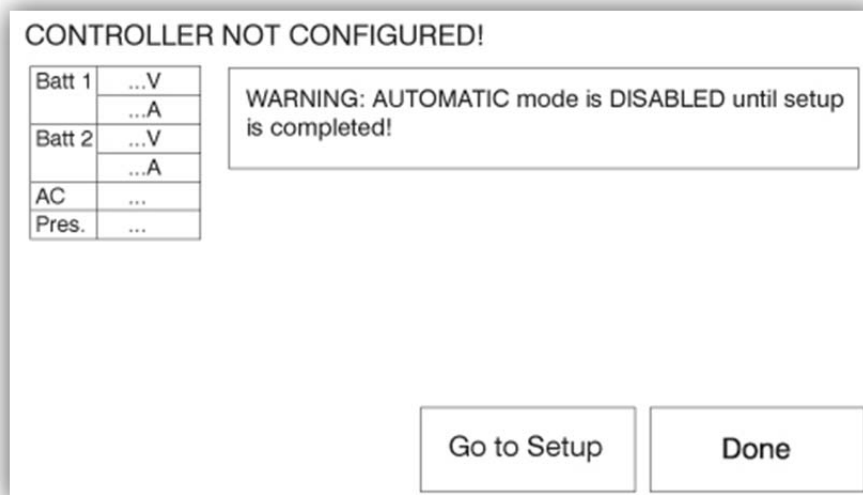 CONTROLLER NOT CONFIGURED!
Batt 1 ...V
...A
Batt 2 ...V
...A
AC ...
Pres. ...
WARNING: AUTOMATIC mode is DISABLED until setup
is completed!
Go to Setup
Done